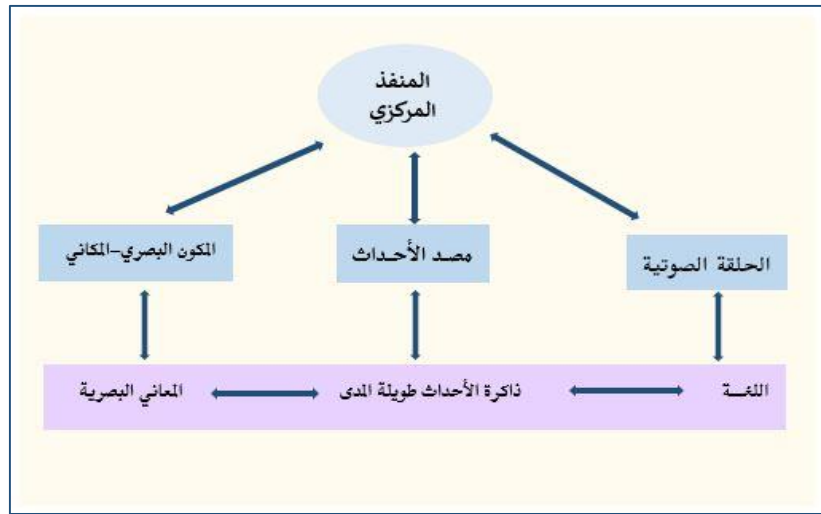 المنفذ
المركزي
الحلقة الصوتية
مصد الأحداث
المكون البصري-المكاني
اللغة
ذاكرة الأحداث طويلة المدى
المعاني البصرية